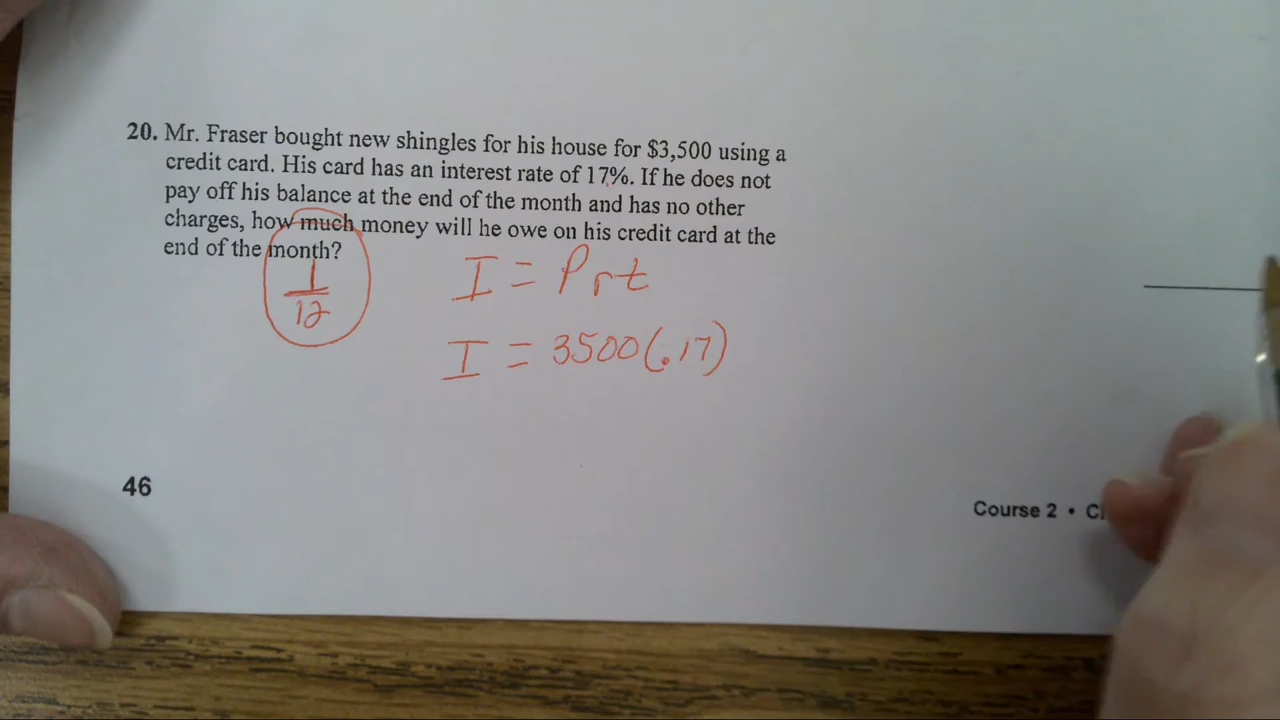 20. Mr. Fraser bought new shingles for his house for $3,500 using a
credit card. His card has an interest rate of 17%. If he does not
pay off his balance at the end of the month and has no other
charges, how much money will he owe on his credit card at the
end of the month?
1
12
I = Prt
I = 3500(.17)
46
Course 2 •